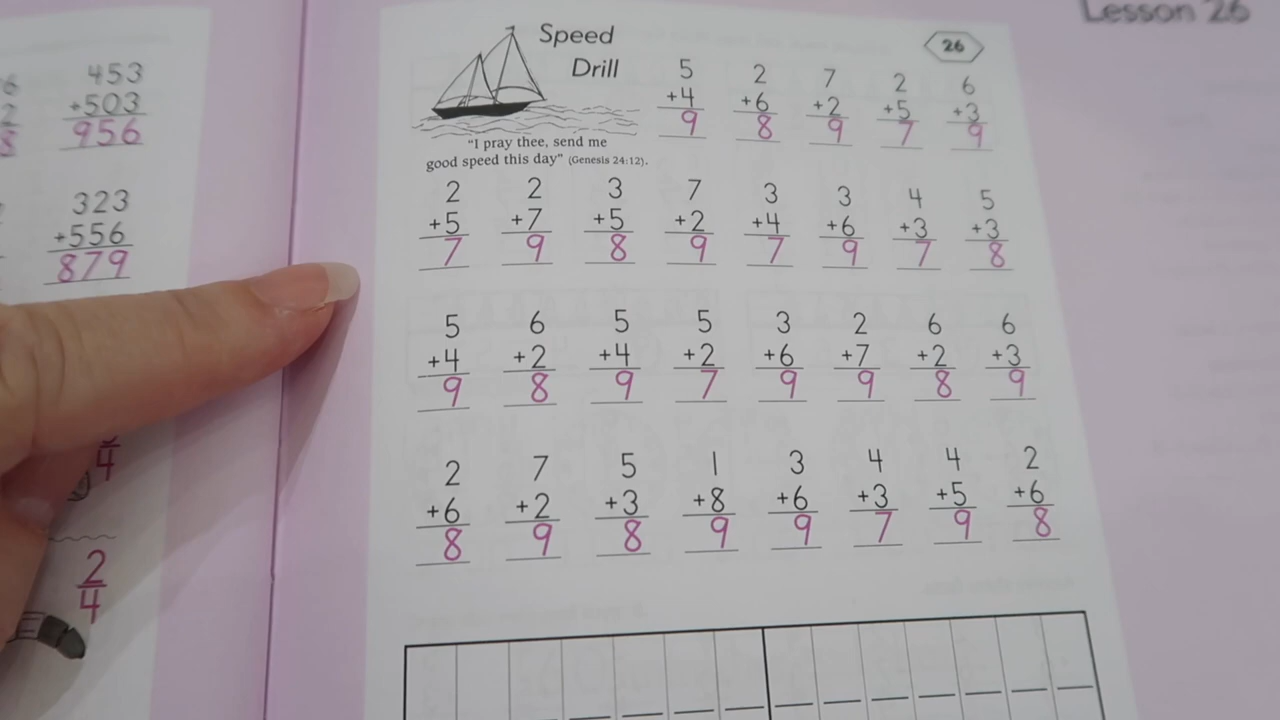 Lesson 26
453
+503
956
323
+556
879
2
4
Speed
Drill
26
"I pray thee, send me
good speed this day" (Genesis 24:12).
5 2 7 2 6
+4 +6 +2 +5 +3
9 8 9 7 9
2 2 3 7 3 3 4 5
+5 +7 +5 +2 +4 +6 +3 +3
7 9 8 9 7 9 7 8
5 6 5 5 3 2 6 6
+4 +2 +4 +2 +6 +7 +2 +3
9 8 9 7 9 9 8 9
2 7 5 1 3 4 4 2
+6 +2 +3 +8 +6 +3 +5 +6
8 9 8 9 9 7 9 8